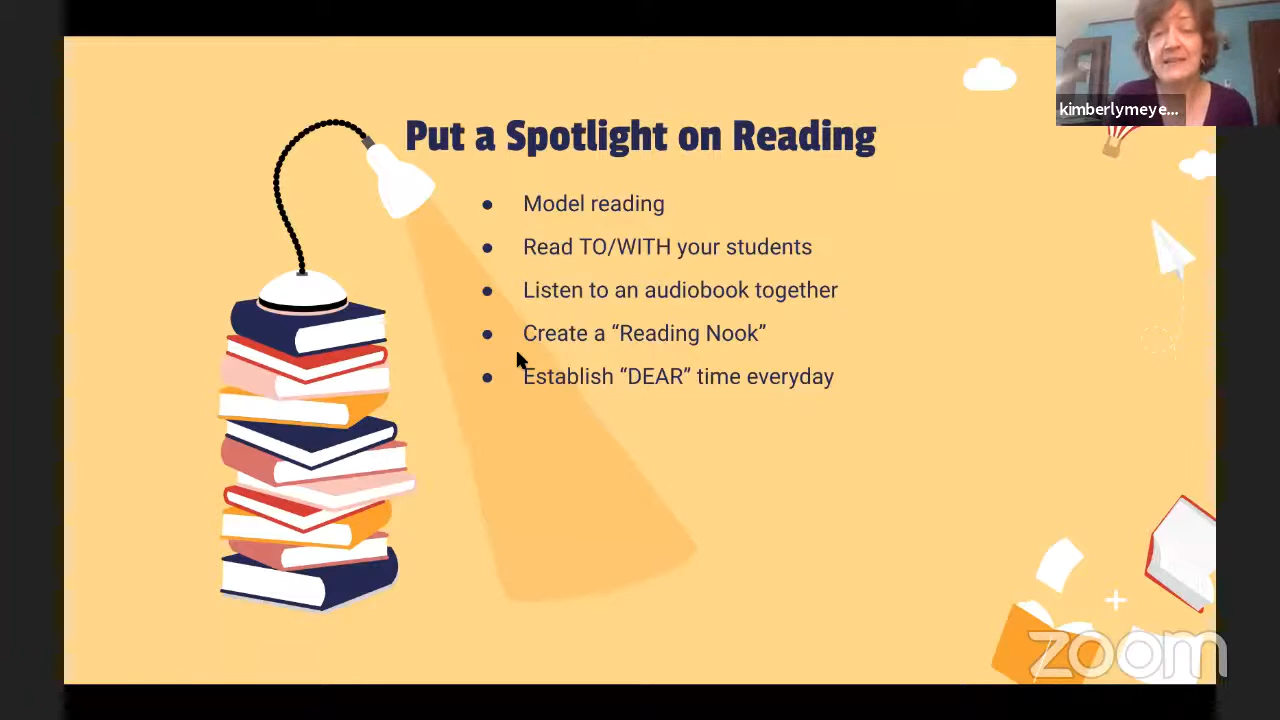 kimberlymeye...
Put a Spotlight on Reading
● Model reading
● Read TO/WITH your students
● Listen to an audiobook together
● Create a “Reading Nook”
● Establish “DEAR” time everyday
zoom